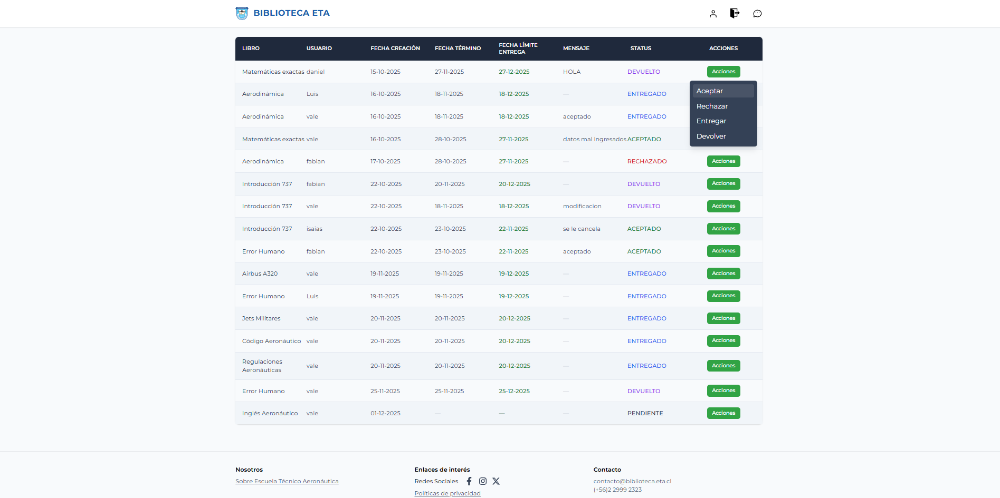 BIBLIOTECA ETA
LIBRO USUARIO FECHA CREACIÓN FECHA TÉRMINO FECHA LÍMITE ENTREGA MENSAJE STATUS ACCIONES
Matemáticas exactas daniel 15-10-2025 27-11-2025 27-12-2025 HOLA DEVUELTO Acciones
Aceptar
Rechazar
Entregar
Devolver
Aerodinámica Luis 16-10-2025 18-11-2025 18-12-2025 — ENTREGADO
Aerodinámica vale 16-10-2025 18-11-2025 18-12-2025 aceptado ENTREGADO
Matemáticas exactas vale 16-10-2025 28-10-2025 27-11-2025 datos mal ingresados ACEPTADO
Aerodinámica fabian 17-10-2025 28-10-2025 27-11-2025 — RECHAZADO Acciones
Introducción 737 fabian 22-10-2025 20-11-2025 20-12-2025 — DEVUELTO Acciones
Introducción 737 vale 22-10-2025 18-11-2025 18-12-2025 modificacion DEVUELTO Acciones
Introducción 737 isaias 22-10-2025 23-10-2025 22-11-2025 se le cancela ACEPTADO Acciones
Error Humano fabian 22-10-2025 23-10-2025 22-11-2025 aceptado ACEPTADO Acciones
Airbus A320 vale 19-11-2025 19-11-2025 19-12-2025 — ENTREGADO Acciones
Error Humano Luis 19-11-2025 19-11-2025 19-12-2025 — ENTREGADO Acciones
Jets Militares vale 20-11-2025 20-11-2025 20-12-2025 — ENTREGADO Acciones
Código Aeronáutico vale 20-11-2025 20-11-2025 20-12-2025 — ENTREGADO Acciones
Regulaciones Aeronáuticas vale 20-11-2025 20-11-2025 20-12-2025 — ENTREGADO Acciones
Error Humano vale 25-11-2025 25-11-2025 25-12-2025 — DEVUELTO Acciones
Inglés Aeronáutico vale 01-12-2025 — — — PENDIENTE Acciones
Nosotros
Sobre Escuela Técnico Aeronáutica
Enlaces de interés
Redes Sociales
Políticas de privacidad
Contacto
contacto@biblioteca.eta.cl
(+56)2 2999 2323